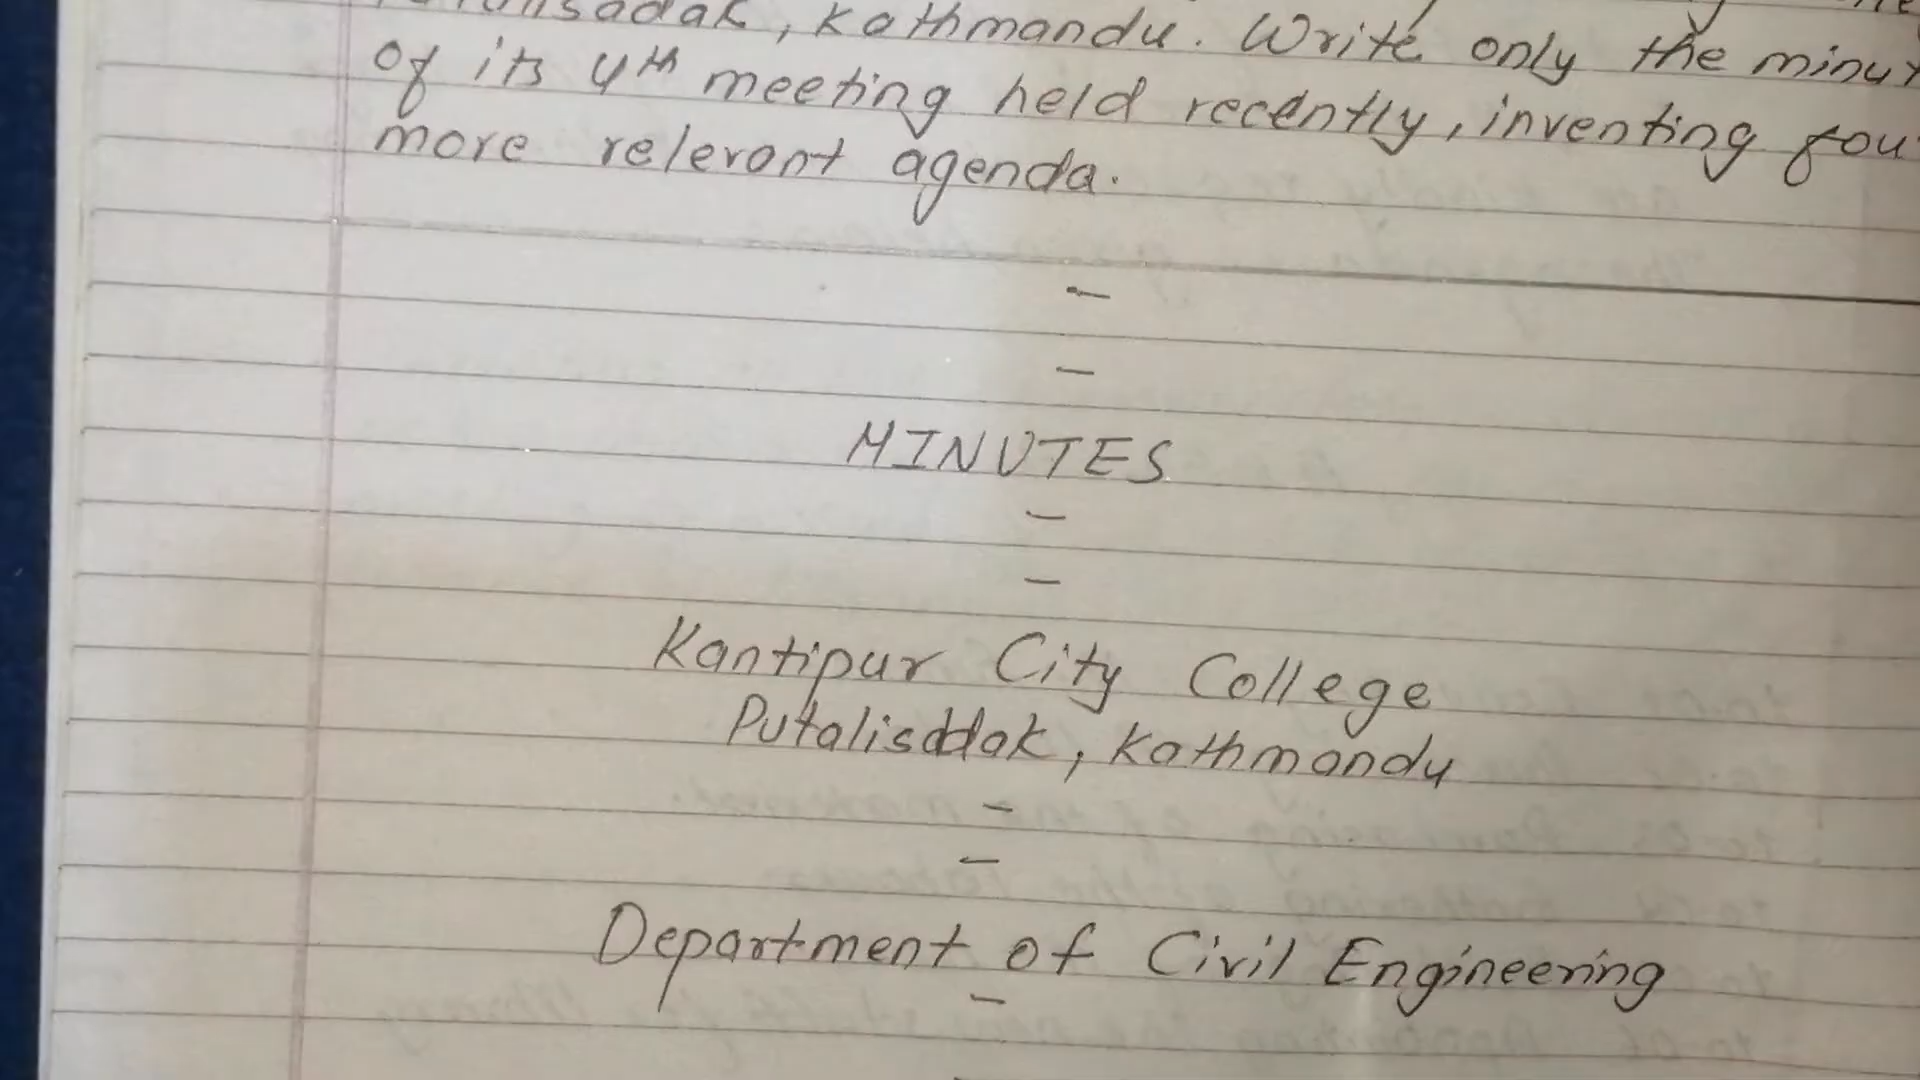 Putalisadak, Kathmandu. Write only the
of its 4th meeting held recently, inventing
more relevant agenda.
-
-
MINUTES
-
-
Kantipur City College
Putalisddak, Kathmandu
-
-
Department of Civil Engineering
-